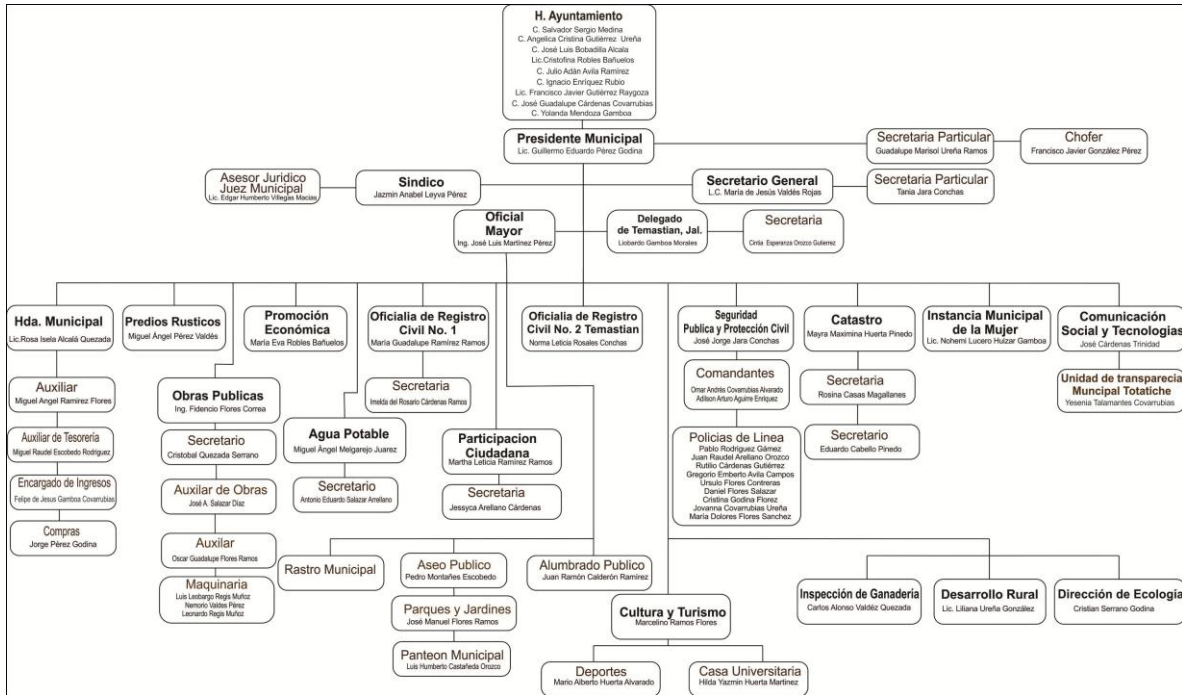 H. Ayuntamiento
C. Salvador Sergio Medina
C. Angelica Cristina Gutiérrez Ureña
C. José Luis Bobadilla Alcala
Lic.Cristofina Robles Bañuelos
C. Julio Adán Avila Ramírez
C. Ignacio Enríquez Rubio
Lic. Francisco Javier Gutiérrez Raygoza
C. José Guadalupe Cárdenas Covarrubias
C. Yolanda Mendoza Gamboa
Presidente Municipal
Lic. Guillermo Eduardo Pérez Godina
Secretaria Particular
Guadalupe Marisol Ureña Ramos
Chofer
Francisco Javier González Pérez
Asesor Jurídico
Juez Municipal
Lic. Edgar Humberto Villegas Macias
Sindico
Jazmin Anabel Leyva Pérez
Secretario General
L.C. María de Jesús Valdés Rojas
Secretaria Particular
Tania Jara Conchas
Oficial
Mayor
Ing. José Luis Martínez Pérez
Delegado
de Temastian, Jal.
Liobardo Gamboa Morales
Secretaria
Cintia Esperanza Orozco Gutierrez
Hda. Municipal
Lic.Rosa Isela Alcalá Quezada
Predios Rusticos
Miguel Ángel Pérez Valdés
Promoción
Económica
María Eva Robles Bañuelos
Oficialia de Registro
Civil No. 1
María Guadalupe Ramírez Ramos
Oficialia de Registro
Civil No. 2 Temastian
Norma Leticia Rosales Conchas
Seguridad
Publica y Protección Civil
José Jorge Jara Conchas
Catastro
Mayra Maximina Huerta Pinedo
Instancia Municipal
de la Mujer
Lic. Nohemi Lucero Huizar Gamboa
Comunicación
Social y Tecnologías
José Cárdenas Trinidad
Auxiliar
Miguel Angel Ramirez Flores
Obras Publicas
Ing. Fidencio Flores Correa
Secretaria
Imelda del Rosario Cárdenas Ramos
Comandantes
Omar Andrés Covarrubias Alvarado
Adilson Arturo Aguirre Enriquez
Secretaria
Rosina Casas Magallanes
Unidad de transparecia
Muncipal Totatiche
Yesenia Talamantes Covarrubias
Auxiliar de Tesorería
Miguel Raudel Escobedo Rodriguez
Secretario
Cristobal Quezada Serrano
Agua Potable
Miguel Ángel Melgarejo Juarez
Participacion
Ciudadana
Martha Leticia Ramírez Ramos
Policias de Linea
Pablo Rodriguez Gámez
Juan Raudel Arellano Orozco
Rutilio Cárdenas Gutiérrez
Gregorio Emberto Avila Campos
Ursulo Flores Contreras
Daniel Flores Salazar
Cristina Godina Florez
Jovanna Covarrubias Ureña
María Dolores Flores Sanchez
Secretario
Eduardo Cabello Pinedo
Encargado de Ingresos
Felipe de Jesus Gamboa Covarrubias
Auxilar de Obras
José A. Salazar Díaz
Secretario
Antonio Eduardo Salazar Arrellano
Secretaria
Jessyca Arellano Cárdenas
Compras
Jorge Pérez Godina
Auxilar
Oscar Guadalupe Flores Ramos
Maquinaria
Luis Leobargo Regis Muñoz
Nemorio Valdes Pérez
Leonardo Regis Muñoz
Rastro Municipal
Aseo Publico
Pedro Montañes Escobedo
Alumbrado Publico
Juan Ramón Calderón Ramírez
Parques y Jardines
José Manuel Flores Ramos
Panteon Municipal
Luis Humberto Castañeda Orozco
Cultura y Turismo
Marcelino Ramos Flores
Inspección de Ganadería
Carlos Alonso Valdéz Quezada
Desarrollo Rural
Lic. Liliana Ureña González
Dirección de Ecología
Cristian Serrano Godina
Deportes
Mario Alberto Huerta Alvarado
Casa Universitaria
Hilda Yazmin Huerta Martínez